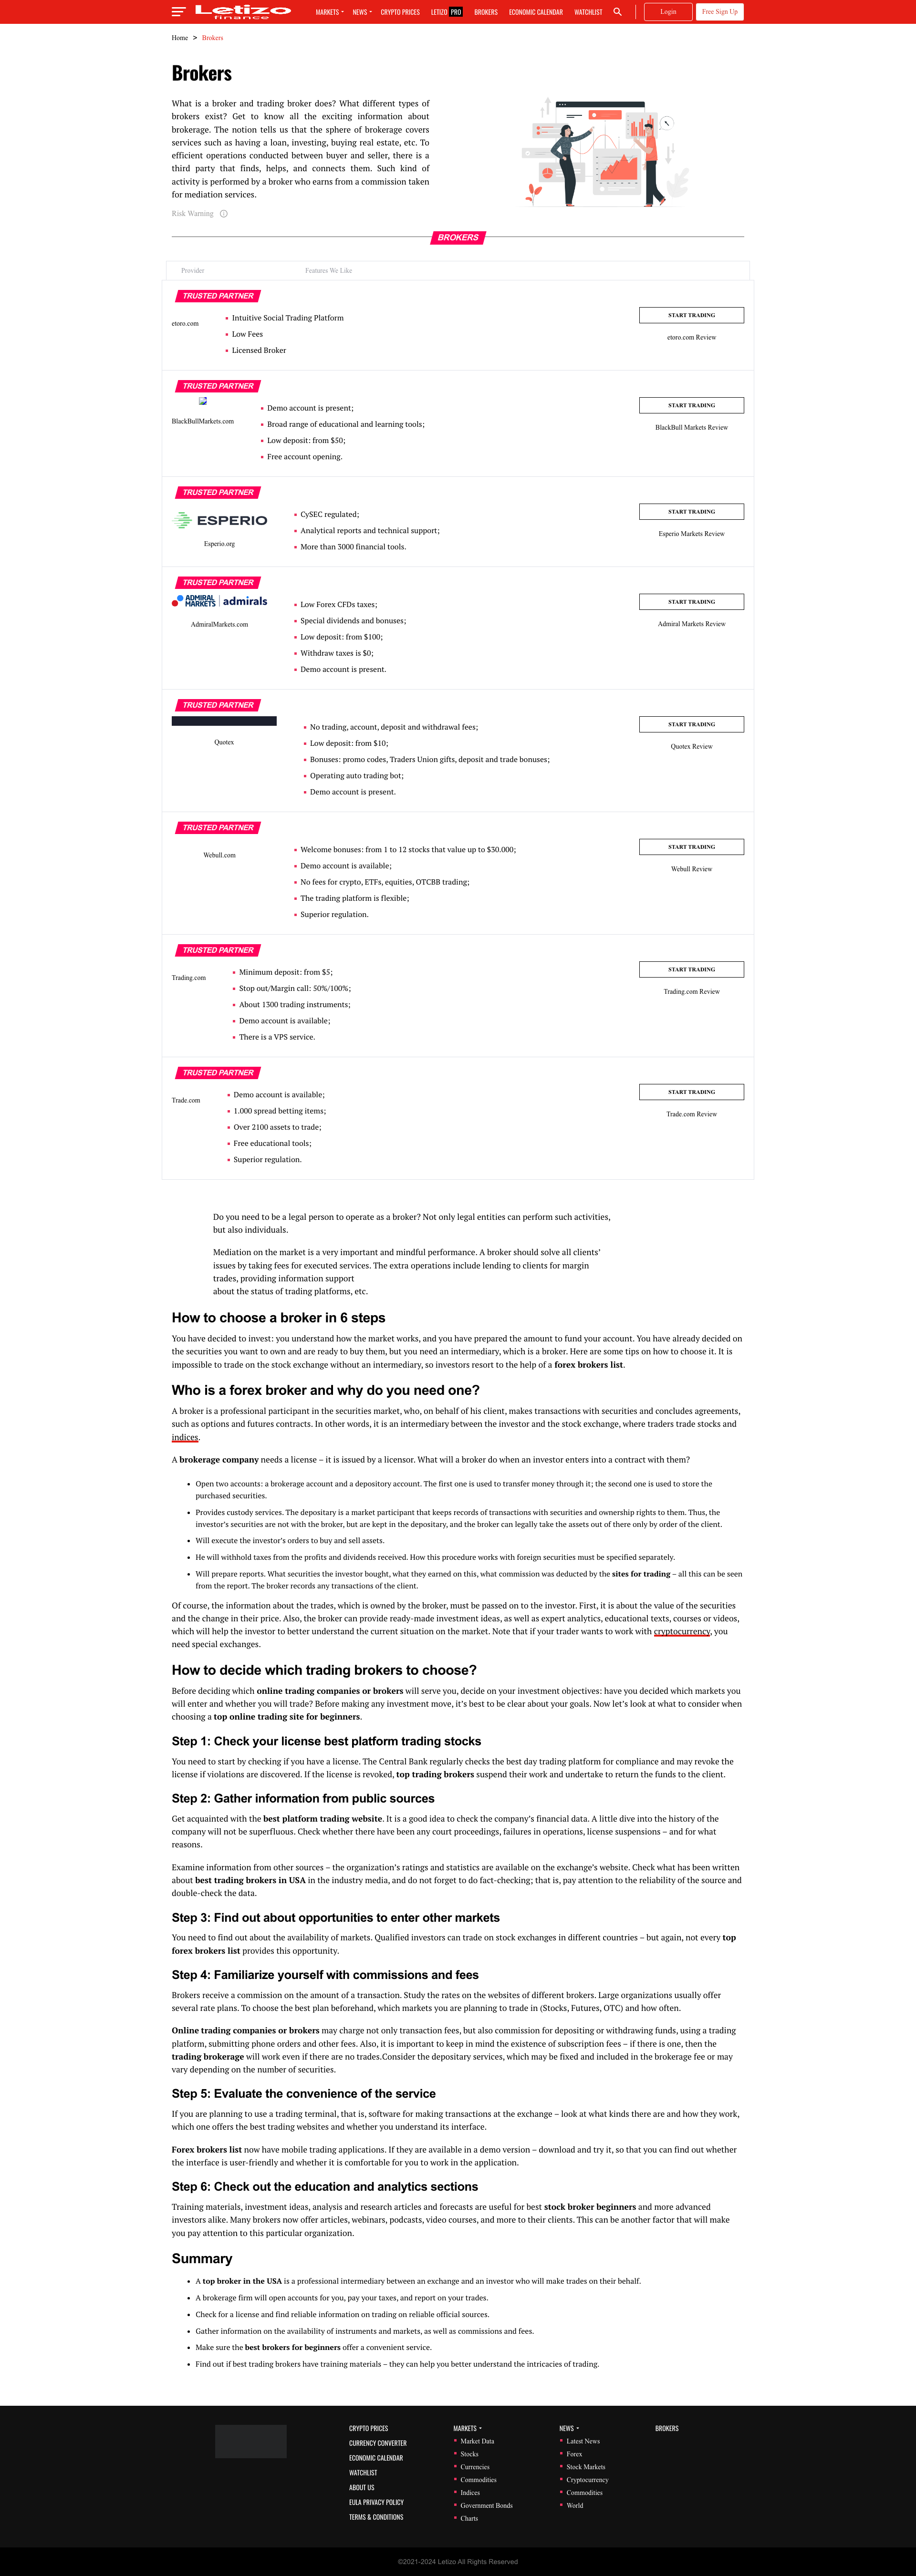 Letizo
finance
MARKETS NEWS CRYPTO PRICES LETIZO PRO BROKERS ECONOMIC CALENDAR WATCHLIST Login Free Sign Up
Home > Brokers
Brokers
What is a broker and trading broker does? What different types of
brokers exist? Get to know all the exciting information about
brokerage. The notion tells us that the sphere of brokerage covers
services such as having a loan, investing, buying real estate, etc. To
efficient operations conducted between buyer and seller, there is a
third party that finds, helps, and connects them. Such kind of
activity is performed by a broker who earns from a commission taken
for mediation services.
Risk Warning
BROKERS
Provider Features We Like
TRUSTED PARTNER
etoro.com
Intuitive Social Trading Platform
Low Fees
Licensed Broker
START TRADING
etoro.com Review
TRUSTED PARTNER
BlackBullMarkets.com
Demo account is present;
Broad range of educational and learning tools;
Low deposit: from $50;
Free account opening.
START TRADING
BlackBull Markets Review
TRUSTED PARTNER
ESPERIO
Esperio.org
CySEC regulated;
Analytical reports and technical support;
More than 3000 financial tools.
START TRADING
Esperio Markets Review
TRUSTED PARTNER
ADMIRAL
MARKETS
admirals
AdmiralMarkets.com
Low Forex CFDs taxes;
Special dividends and bonuses;
Low deposit: from $100;
Withdraw taxes is $0;
Demo account is present.
START TRADING
Admiral Markets Review
TRUSTED PARTNER
Quotex
No trading, account, deposit and withdrawal fees;
Low deposit: from $10;
Bonuses: promo codes, Traders Union gifts, deposit and trade bonuses;
Operating auto trading bot;
Demo account is present.
START TRADING
Quotex Review
TRUSTED PARTNER
Webull.com
Welcome bonuses: from 1 to 12 stocks that value up to $30.000;
Demo account is available;
No fees for crypto, ETFs, equities, OTCBB trading;
The trading platform is flexible;
Superior regulation.
START TRADING
Webull Review
TRUSTED PARTNER
Trading.com
Minimum deposit: from $5;
Stop out/Margin call: 50%/100%;
About 1300 trading instruments;
Demo account is available;
There is a VPS service.
START TRADING
Trading.com Review
TRUSTED PARTNER
Trade.com
Demo account is available;
1.000 spread betting items;
Over 2100 assets to trade;
Free educational tools;
Superior regulation.
START TRADING
Trade.com Review
Do you need to be a legal person to operate as a broker? Not only legal entities can perform such activities,
but also individuals.
Mediation on the market is a very important and mindful performance. A broker should solve all clients’
issues by taking fees for executed services. The extra operations include lending to clients for margin
trades, providing information support
about the status of trading platforms, etc.
How to choose a broker in 6 steps
You have decided to invest: you understand how the market works, and you have prepared the amount to fund your account. You have already decided on
the securities you want to own and are ready to buy them, but you need an intermediary, which is a broker. Here are some tips on how to choose it. It is
impossible to trade on the stock exchange without an intermediary, so investors resort to the help of a forex brokers list.
Who is a forex broker and why do you need one?
A broker is a professional participant in the securities market, who, on behalf of his client, makes transactions with securities and concludes agreements,
such as options and futures contracts. In other words, it is an intermediary between the investor and the stock exchange, where traders trade stocks and
indices.
A brokerage company needs a license – it is issued by a licensor. What will a broker do when an investor enters into a contract with them?
Open two accounts: a brokerage account and a depository account. The first one is used to transfer money through it; the second one is used to store the
purchased securities.
Provides custody services. The depositary is a market participant that keeps records of transactions with securities and ownership rights to them. Thus, the
investor’s securities are not with the broker, but are kept in the depositary, and the broker can legally take the assets out of there only by order of the client.
Will execute the investor’s orders to buy and sell assets.
He will withhold taxes from the profits and dividends received. How this procedure works with foreign securities must be specified separately.
Will prepare reports. What securities the investor bought, what they earned on this, what commission was deducted by the sites for trading – all this can be seen
from the report. The broker records any transactions of the client.
Of course, the information about the trades, which is owned by the broker, must be passed on to the investor. First, it is about the value of the securities
and the change in their price. Also, the broker can provide ready-made investment ideas, as well as expert analytics, educational texts, courses or videos,
which will help the investor to better understand the current situation on the market. Note that if your trader wants to work with cryptocurrency, you
need special exchanges.
How to decide which trading brokers to choose?
Before deciding which online trading companies or brokers will serve you, decide on your investment objectives: have you decided which markets you
will enter and whether you will trade? Before making any investment move, it’s best to be clear about your goals. Now let’s look at what to consider when
choosing a top online trading site for beginners.
Step 1: Check your license best platform trading stocks
You need to start by checking if you have a license. The Central Bank regularly checks the best day trading platform for compliance and may revoke the
license if violations are discovered. If the license is revoked, top trading brokers suspend their work and undertake to return the funds to the client.
Step 2: Gather information from public sources
Get acquainted with the best platform trading website. It is a good idea to check the company’s financial data. A little dive into the history of the
company will not be superfluous. Check whether there have been any court proceedings, failures in operations, license suspensions – and for what
reasons.
Examine information from other sources – the organization’s ratings and statistics are available on the exchange’s website. Check what has been written
about best trading brokers in USA in the industry media, and do not forget to do fact-checking; that is, pay attention to the reliability of the source and
double-check the data.
Step 3: Find out about opportunities to enter other markets
You need to find out about the availability of markets. Qualified investors can trade on stock exchanges in different countries – but again, not every top
forex brokers list provides this opportunity.
Step 4: Familiarize yourself with commissions and fees
Brokers receive a commission on the amount of a transaction. Study the rates on the websites of different brokers. Large organizations usually offer
several rate plans. To choose the best plan beforehand, which markets you are planning to trade in (Stocks, Futures, OTC) and how often.
Online trading companies or brokers may charge not only transaction fees, but also commission for depositing or withdrawing funds, using a trading
platform, submitting phone orders and other fees. Also, it is important to keep in mind the existence of subscription fees – if there is one, then the
trading brokerage will work even if there are no trades.Consider the depositary services, which may be fixed and included in the brokerage fee or may
vary depending on the number of securities.
Step 5: Evaluate the convenience of the service
If you are planning to use a trading terminal, that is, software for making transactions at the exchange – look at what kinds there are and how they work,
which one offers the best trading websites and whether you understand its interface.
Forex brokers list now have mobile trading applications. If they are available in a demo version – download and try it, so that you can find out whether
the interface is user-friendly and whether it is comfortable for you to work in the application.
Step 6: Check out the education and analytics sections
Training materials, investment ideas, analysis and research articles and forecasts are useful for best stock broker beginners and more advanced
investors alike. Many brokers now offer articles, webinars, podcasts, video courses, and more to their clients. This can be another factor that will make
you pay attention to this particular organization.
Summary
A top broker in the USA is a professional intermediary between an exchange and an investor who will make trades on their behalf.
A brokerage firm will open accounts for you, pay your taxes, and report on your trades.
Check for a license and find reliable information on trading on reliable official sources.
Gather information on the availability of instruments and markets, as well as commissions and fees.
Make sure the best brokers for beginners offer a convenient service.
Find out if best trading brokers have training materials – they can help you better understand the intricacies of trading.
CRYPTO PRICES
CURRENCY CONVERTER
ECONOMIC CALENDAR
WATCHLIST
ABOUT US
EULA PRIVACY POLICY
TERMS & CONDITIONS
MARKETS
Market Data
Stocks
Currencies
Commodities
Indices
Government Bonds
Charts
NEWS
Latest News
Forex
Stock Markets
Cryptocurrency
Commodities
World
BROKERS
©2021-2024 Letizo All Rights Reserved